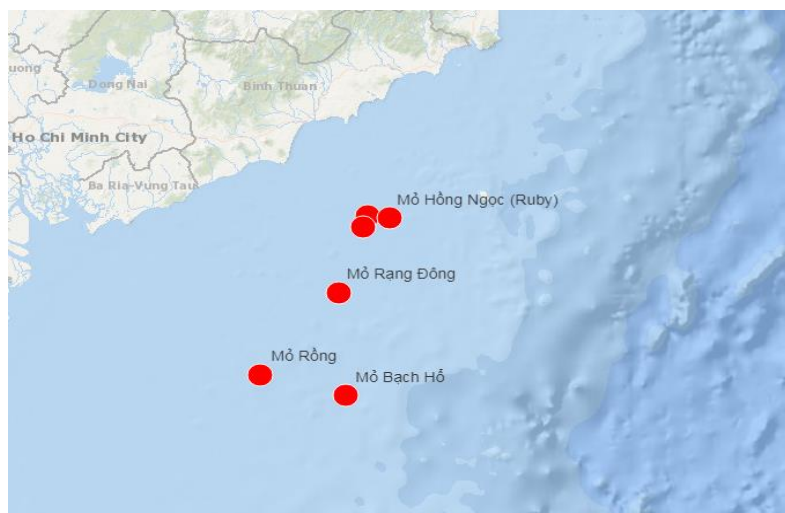 uong
Dong Nai
Binh Thuan
Ho Chi Minh City
Ba Ria-Vung Tau
Mỏ Hồng Ngọc (Ruby)
Mỏ Rạng Đông
Mỏ Rồng
Mỏ Bạch Hổ